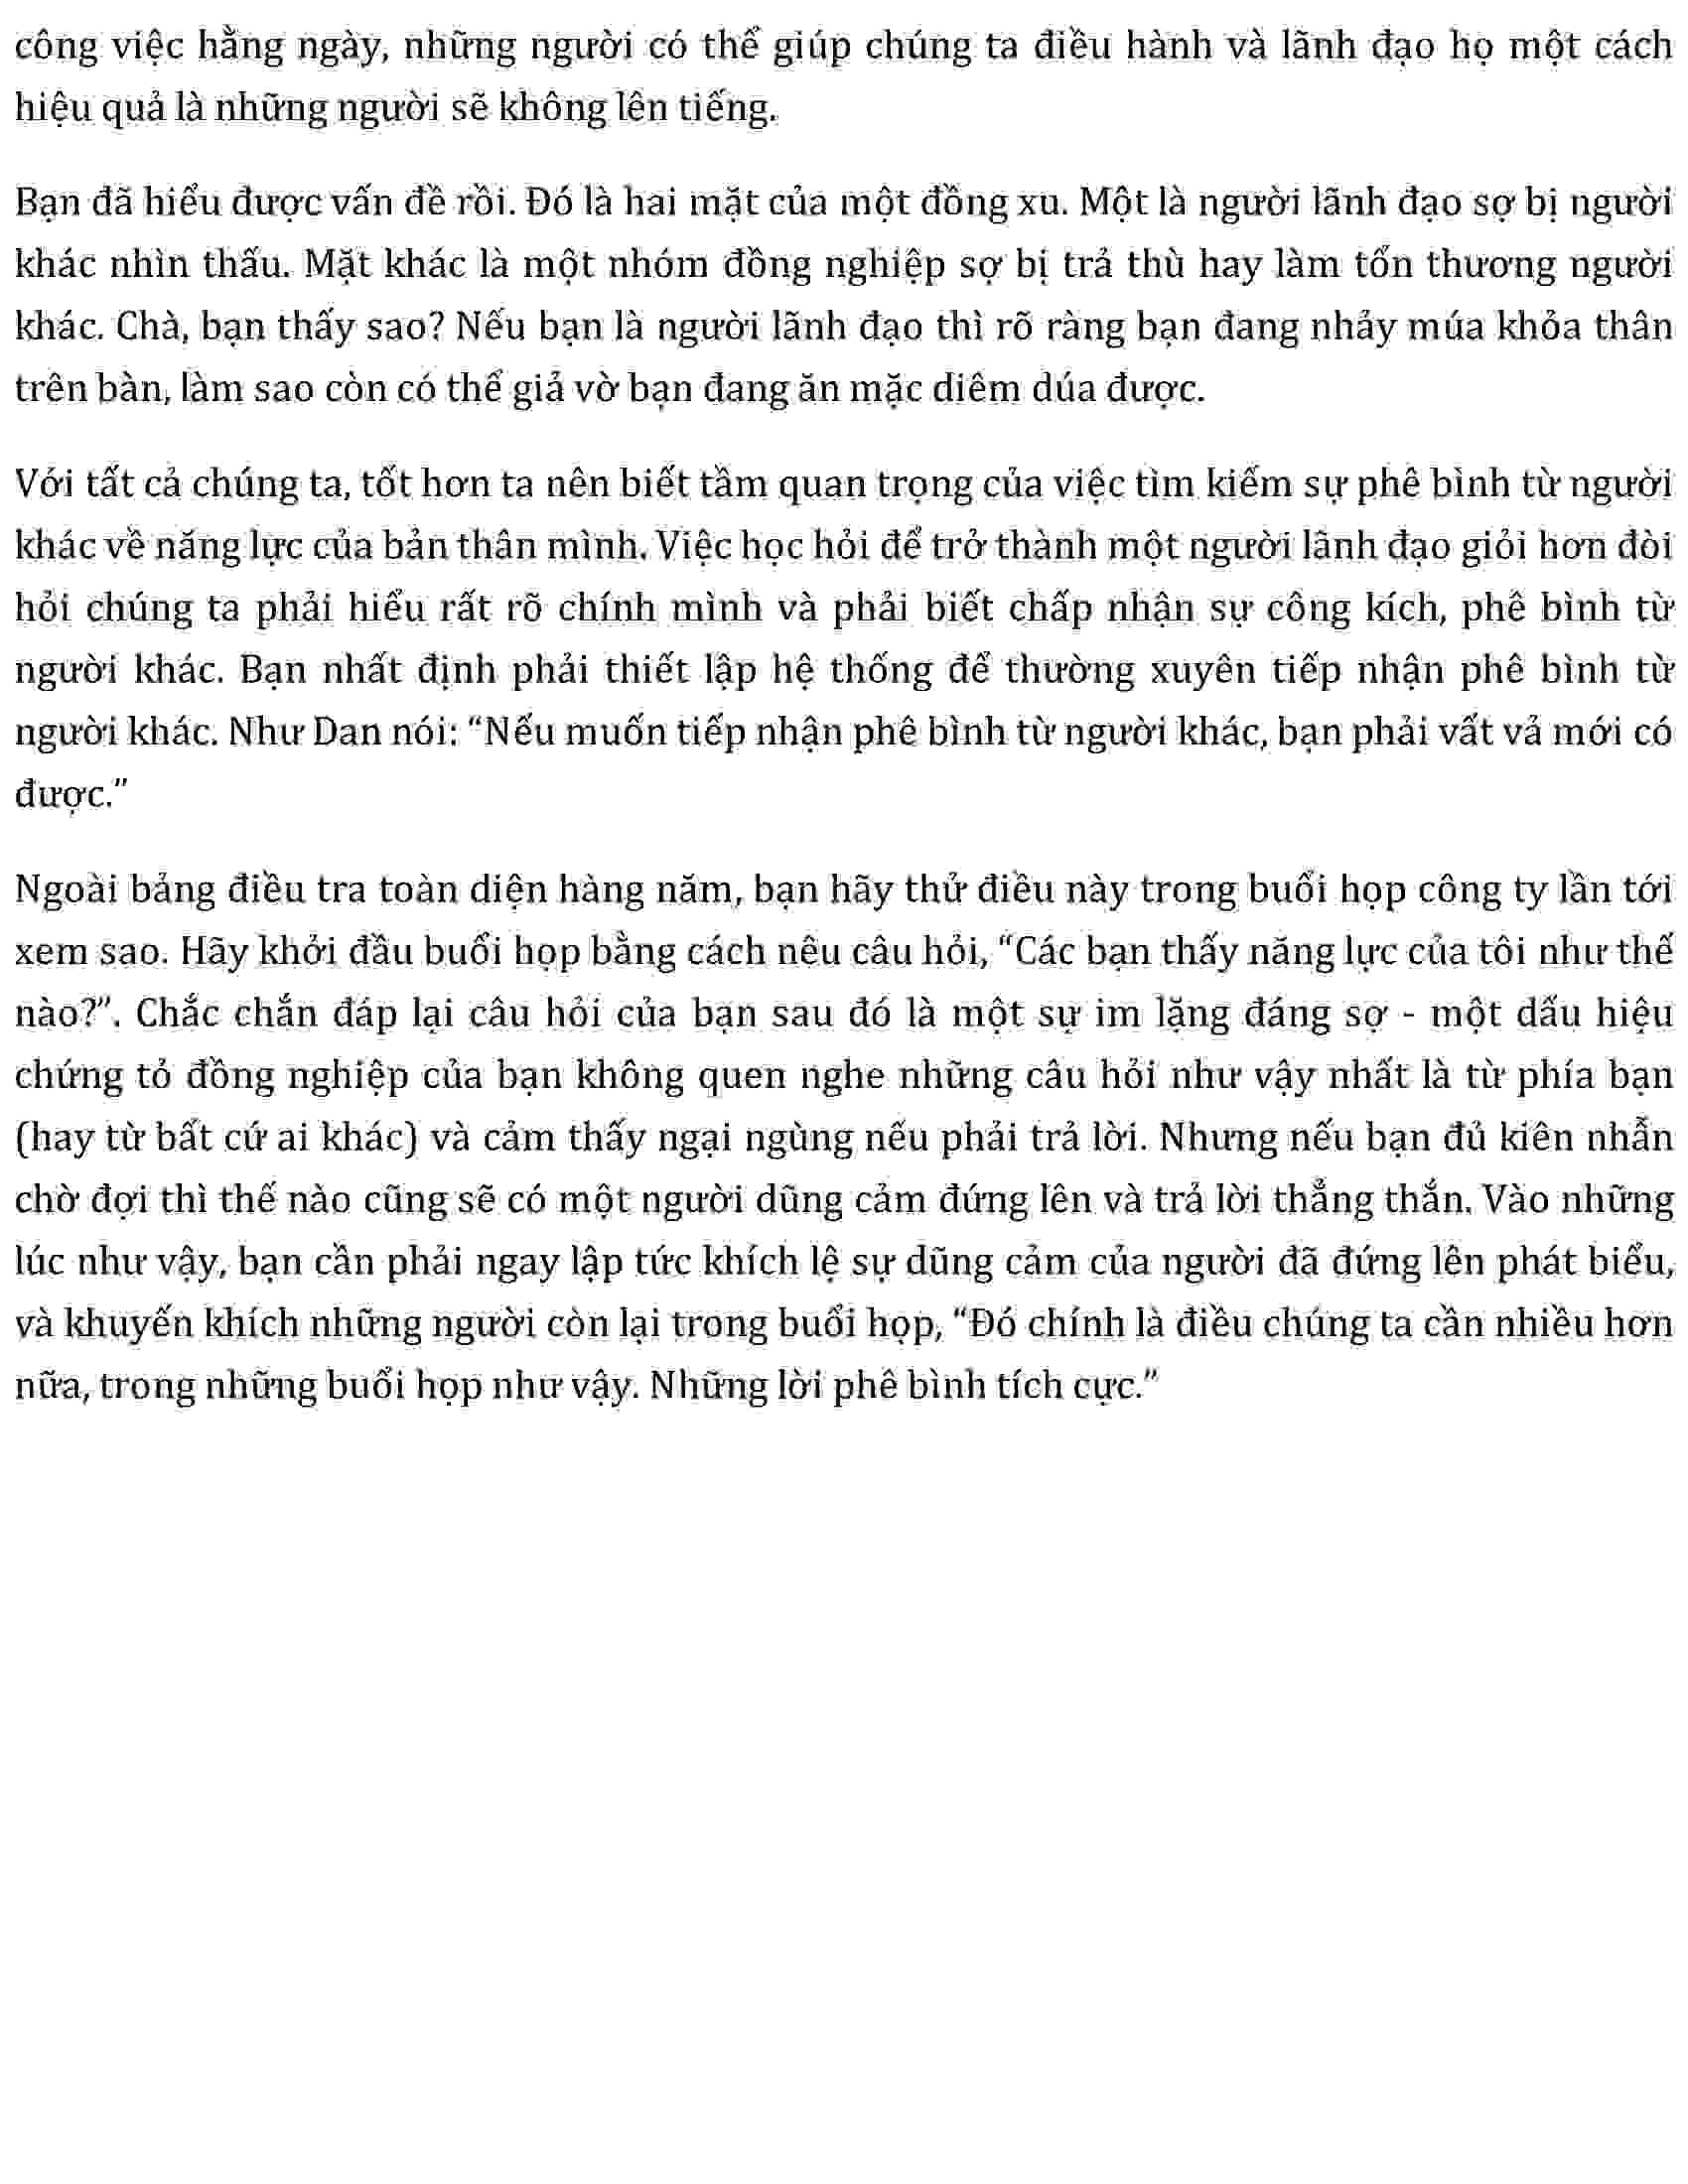 công việc hằng ngày, những người có thể giúp chúng ta điều hành và lãnh đạo họ một cách
hiệu quả là những người sẽ không lên tiếng.
Bạn đã hiểu được vấn đề rồi. Đó là hai mặt của một đồng xu. Một là người lãnh đạo sợ bị người
khác nhìn thấu. Mặt khác là một nhóm đồng nghiệp sợ bị trả thù hay làm tổn thương người
khác. Chà, bạn thấy sao? Nếu bạn là người lãnh đạo thì rõ ràng bạn đang nhảy múa khỏa thân
trên bàn, làm sao còn có thể giả vờ bạn đang ăn mặc diêm dúa được.
Với tất cả chúng ta, tốt hơn ta nên biết tầm quan trọng của việc tìm kiếm sự phê bình từ người
khác về năng lực của bản thân mình. Việc học hỏi để trở thành một người lãnh đạo giỏi hơn đòi
hỏi chúng ta phải hiểu rất rõ chính mình và phải biết chấp nhận sự công kích, phê bình từ
người khác. Bạn nhất định phải thiết lập hệ thống để thường xuyên tiếp nhận phê bình từ
người khác. Như Dan nói: “Nếu muốn tiếp nhận phê bình từ người khác, bạn phải vất vả mới có
được.”
Ngoài bảng điều tra toàn diện hàng năm, bạn hãy thử điều này trong buổi họp công ty lần tới
xem sao. Hãy khởi đầu buổi họp bằng cách nêu câu hỏi, “Các bạn thấy năng lực của tôi như thế
nào?”. Chắc chắn đáp lại câu hỏi của bạn sau đó là một sự im lặng đáng sợ - một dấu hiệu
chứng tỏ đồng nghiệp của bạn không quen nghe những câu hỏi như vậy nhất là từ phía bạn
(hay từ bất cứ ai khác) và cảm thấy ngại ngùng nếu phải trả lời. Nhưng nếu bạn đủ kiên nhẫn
chờ đợi thì thế nào cũng sẽ có một người dũng cảm đứng lên và trả lời thẳng thắn. Vào những
lúc như vậy, bạn cần phải ngay lập tức khích lệ sự dũng cảm của người đã đứng lên phát biểu,
và khuyến khích những người còn lại trong buổi họp, “Đó chính là điều chúng ta cần nhiều hơn
nữa, trong những buổi họp như vậy. Những lời phê bình tích cực.”